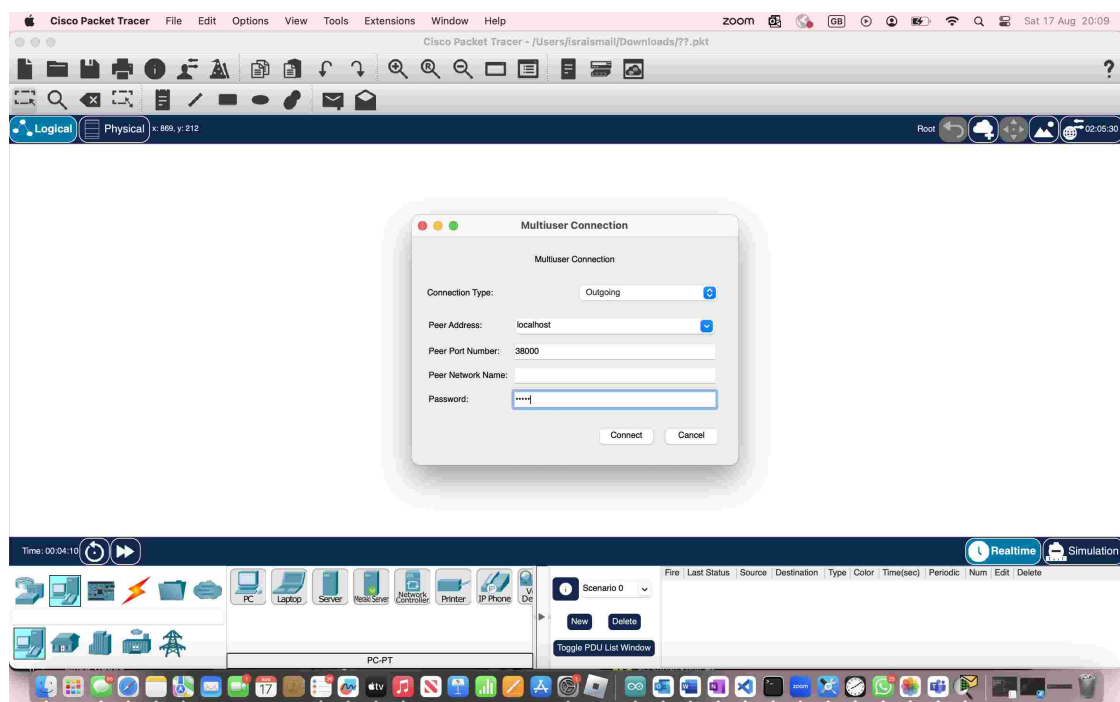 Cisco Packet Tracer File Edit Options View Tools Extensions Window Help zoom GB Sat 17 Aug 20:09
Cisco Packet Tracer - /Users/israismail/Downloads/??.pkt
Logical Physical x: 869, y: 212 Root 02:05:30
Multiuser Connection
Multiuser Connection
Connection Type: Outgoing
Peer Address: localhost
Peer Port Number: 38000
Peer Network Name:
Password: •••••
Connect Cancel
Time: 00:04:10 Realtime Simulation
Fire Last Status Source Destination Type Color Time(sec) Periodic Num Edit Delete
Scenario 0
PC Laptop Server Meraki Server Network Controller Printer IP Phone
New Delete
Toggle PDU List Window
PC-PT